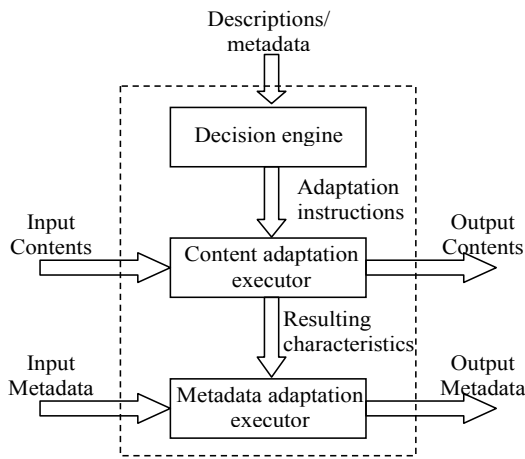 Descriptions/
metadata
Decision engine
Adaptation
instructions
Input
Contents
Content adaptation
executor
Output
Contents
Resulting
characteristics
Input
Metadata
Metadata adaptation
executor
Output
Metadata